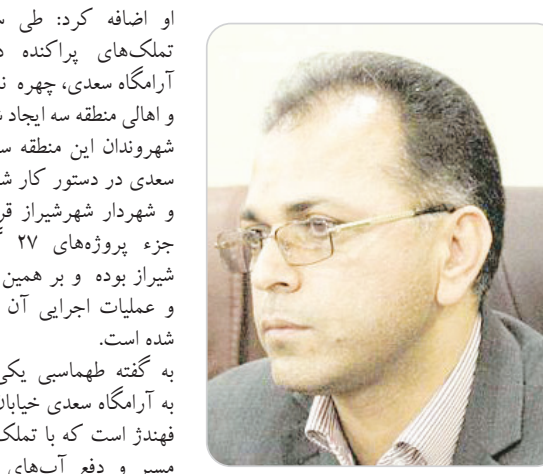 او اضافه کرد: طی
تملک‌های پراکنده
آرامگاه سعدی، چهره
و اهالی منطقه سه ایجاد
شهروندان این منطقه
سعدی در دستور کار
و شهردار شهرشیراز
جزء پروژه‌های ۲۷
شیراز بوده و بر همین
و عملیات اجرایی آن
شده است.
به گفته طهماسبی یکی
به آرامگاه سعدی خیابان
فهندژ است که با تملک
مسیر و دفع آب‌های